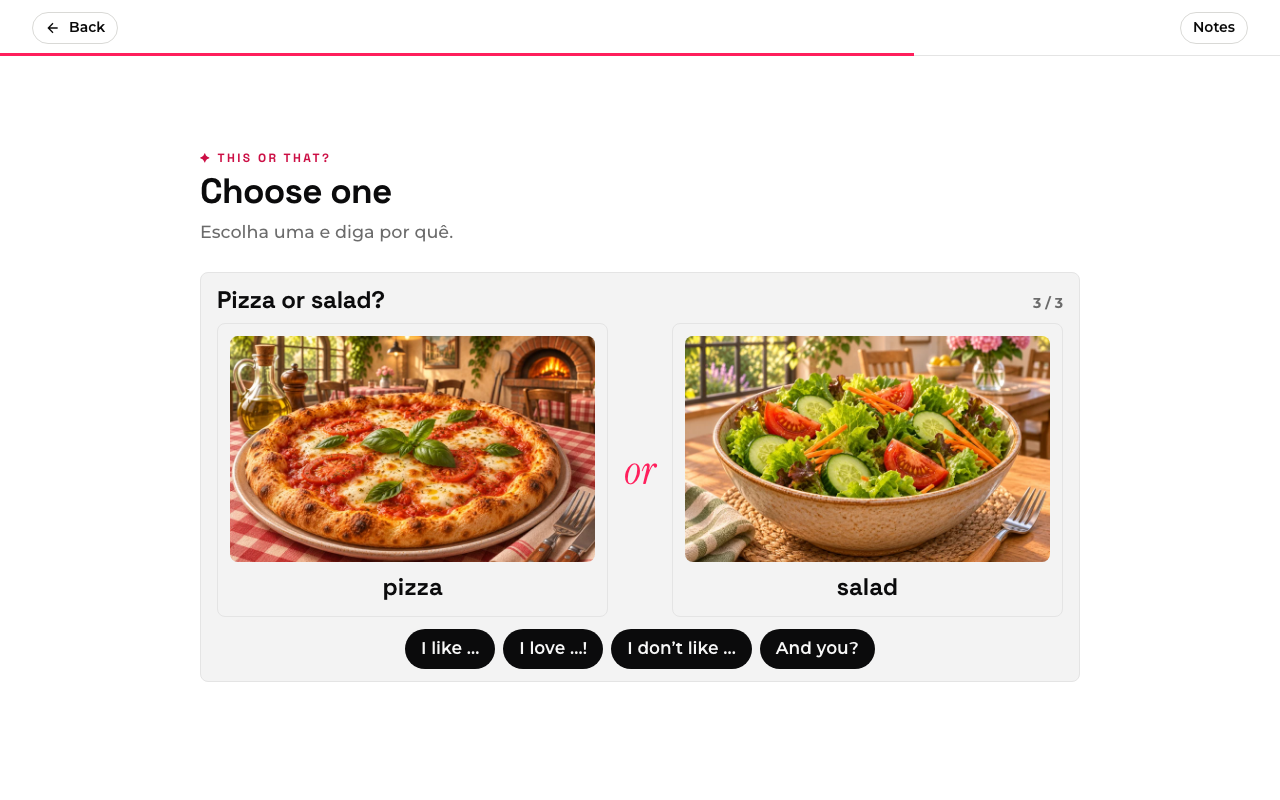 Back
Notes
THIS OR THAT?
Choose one
Escolha uma e diga por quê.
Pizza or salad?
3 / 3
or
pizza
salad
I like ...
I love ...!
I don’t like ...
And you?